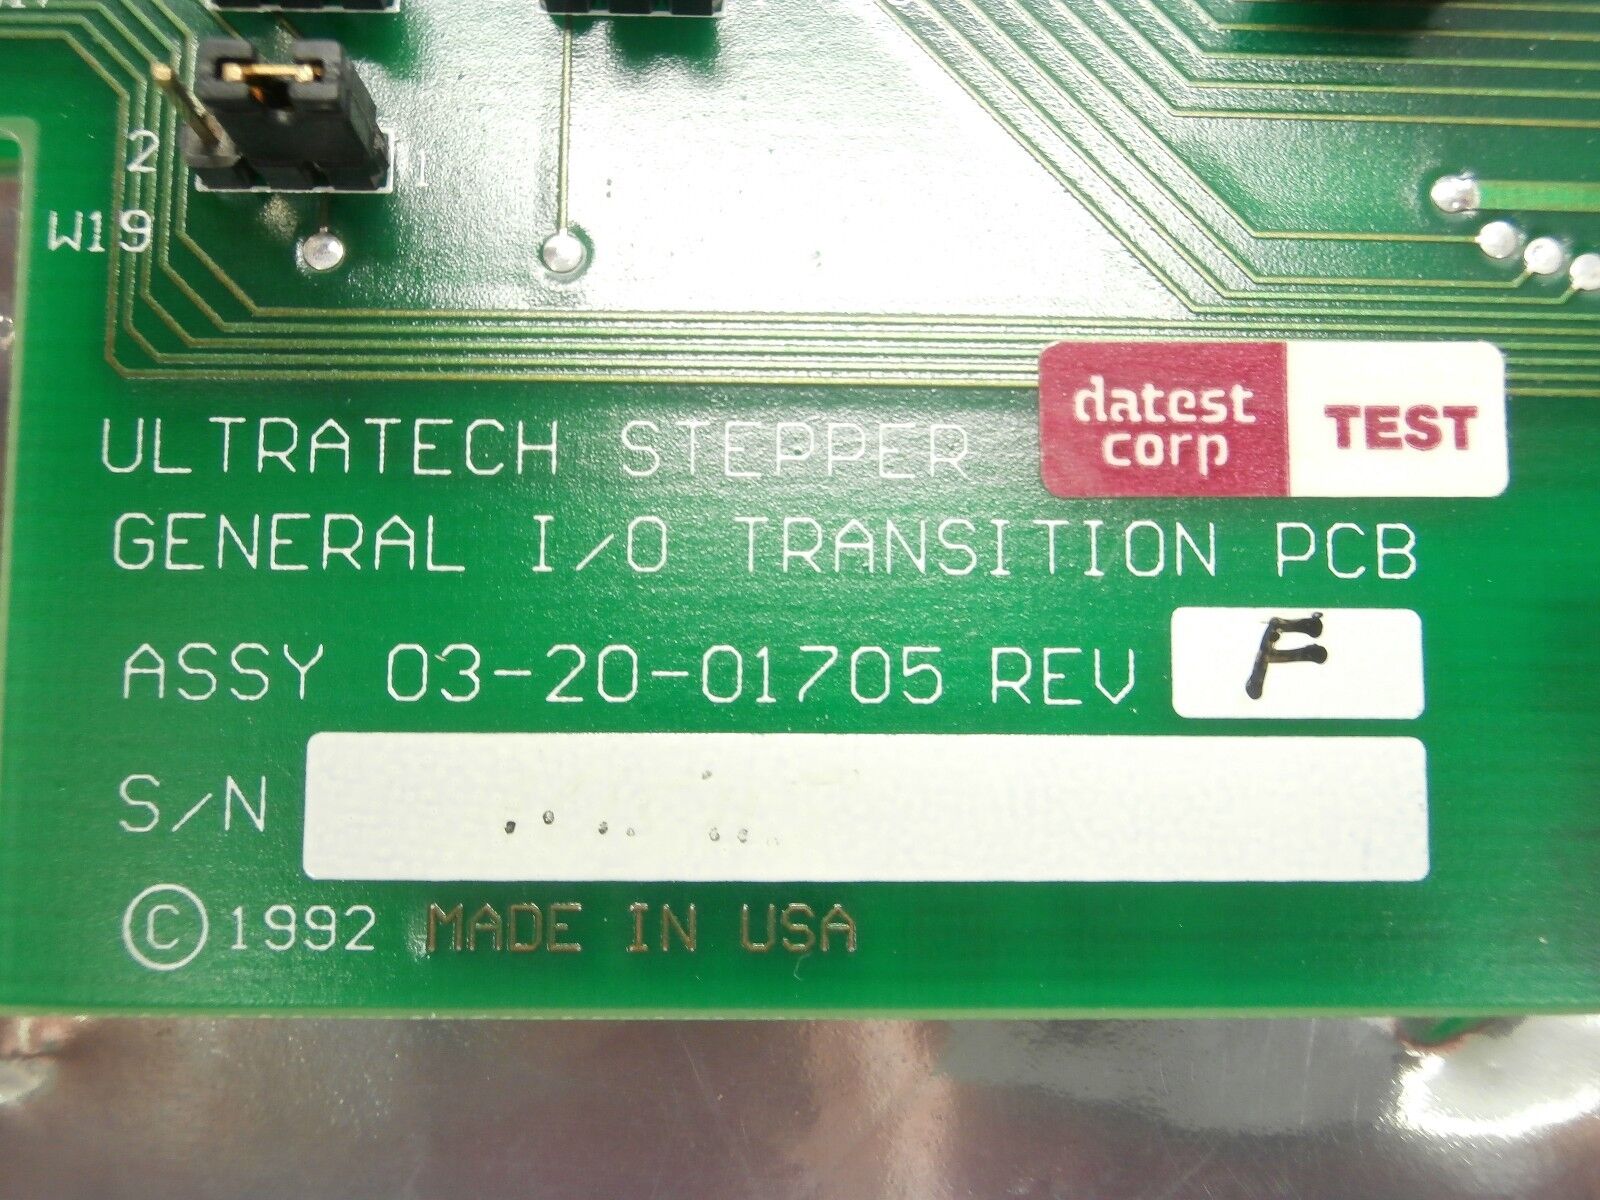 2
1
W19
ULTRATECH STEPPER
datest corp
TEST
GENERAL I/O TRANSITION PCB
ASSY 03-20-01705 REV F
S/N
© 1992 MADE IN USA